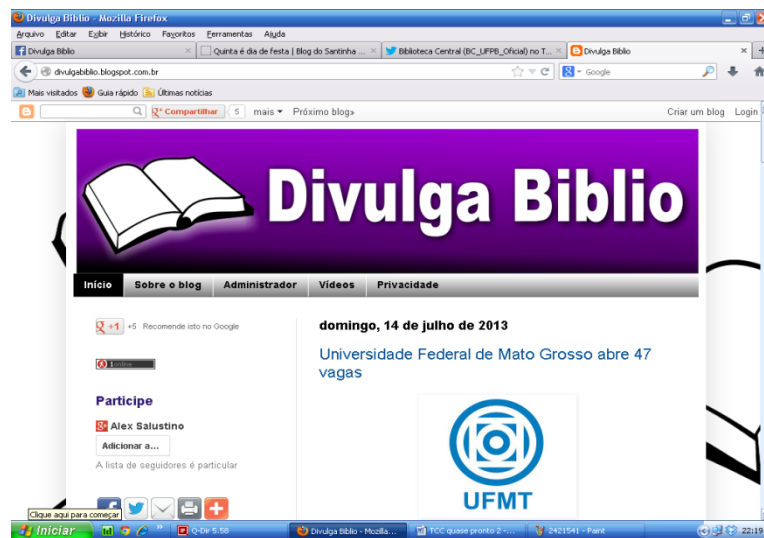 Divulga Biblio - Mozilla Firefox
Arquivo Editar Exibir Histórico Favoritos Ferramentas Ajuda
Divulga Biblio
Quinta é dia de festa | Blog do Santinha ...
Biblioteca Central (BC_UFPB_Oficial) no T...
Divulga Biblio
divulgabiblio.blogspot.com.br
Google
Mais visitados Guia rápido Últimas notícias
Compartilhar 5 mais Próximo blog» Criar um blog Login
Divulga Biblio
Início Sobre o blog Administrador Vídeos Privacidade
+1 +5 Recomende isto no Google
1 online
Participe
Alex Salustino
Adicionar a...
A lista de seguidores é particular
domingo, 14 de julho de 2013
Universidade Federal de Mato Grosso abre 47
vagas
UFMT
Clique aqui para começar
Iniciar
Q-Dir 5.50
Divulga Biblio - Mozilla...
TCC quase pronto 2 -...
2421541 - Paint
22:19